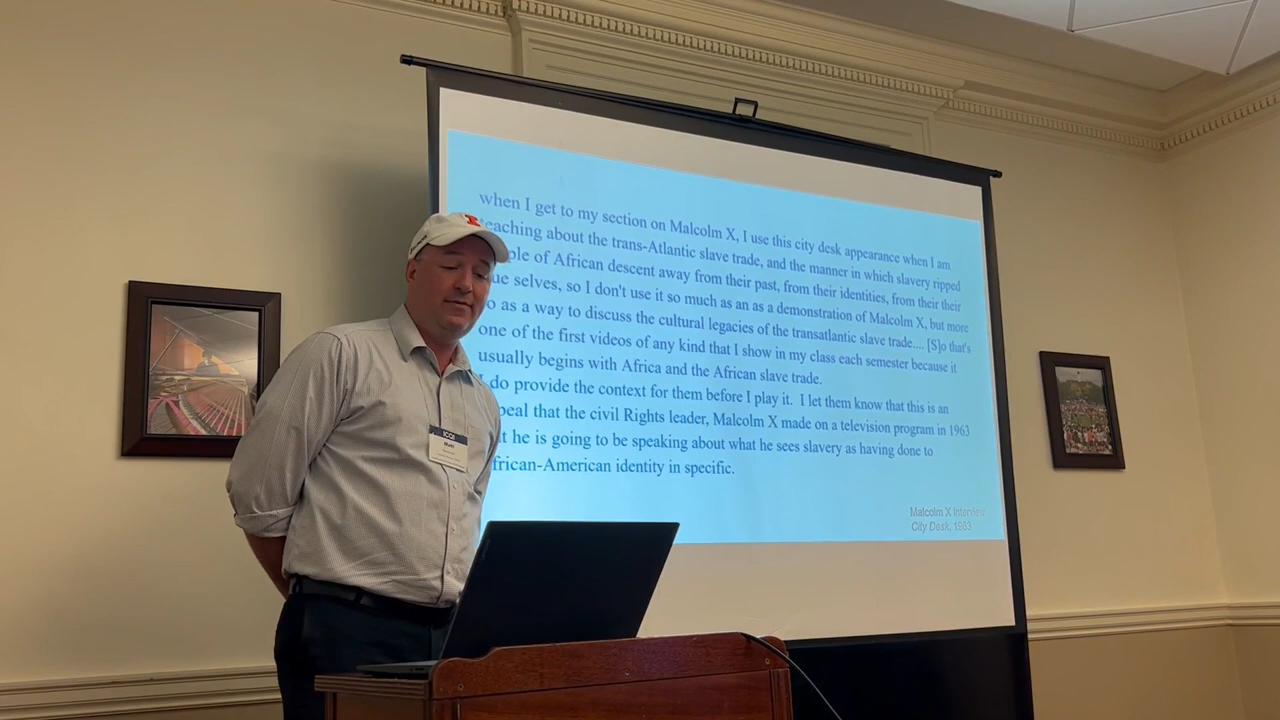 when I get to my section on Malcolm X, I use this city desk appearance when I am
teaching about the trans-Atlantic slave trade, and the manner in which slavery ripped
ple of African descent away from their past, from their identities, from their their
ue selves, so I don't use it so much as an as a demonstration of Malcolm X, but more
o as a way to discuss the cultural legacies of the transatlantic slave trade.... [S]o that's
one of the first videos of any kind that I show in my class each semester because it
usually begins with Africa and the African slave trade.
I do provide the context for them before I play it. I let them know that this is an
peal that the civil Rights leader, Malcolm X made on a television program in 1963
t he is going to be speaking about what he sees slavery as having done to
frican-American identity in specific.
Malcolm X Interview
City Desk, 1963
I
ICQI
Matt